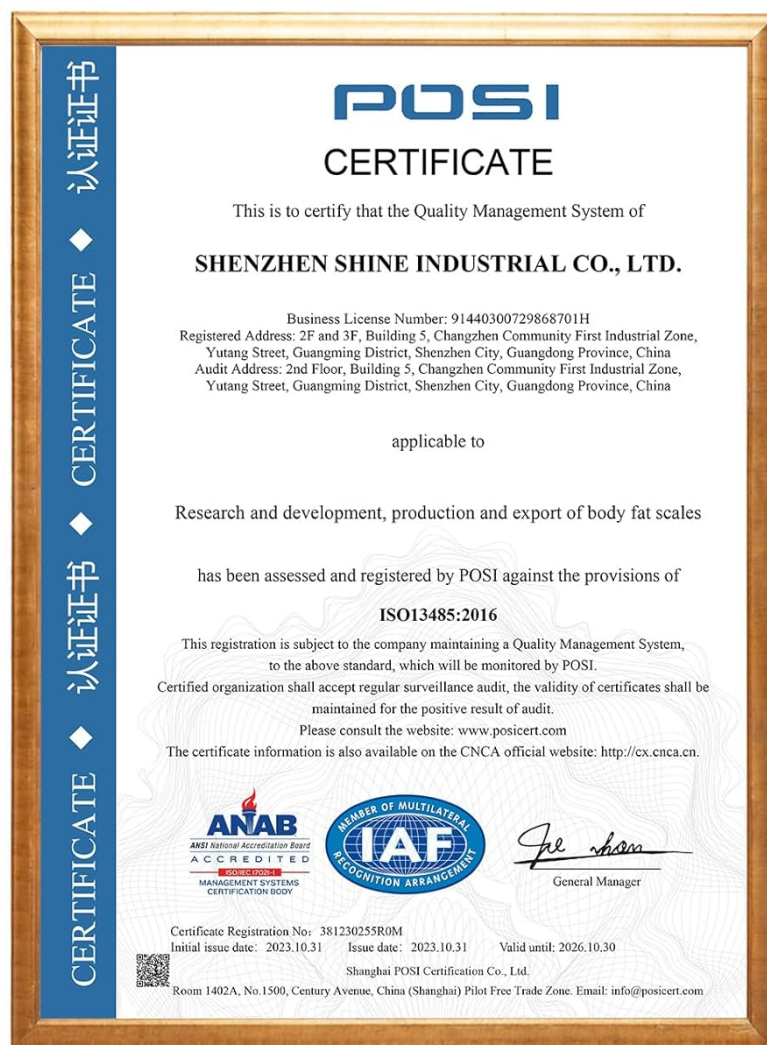 认证证书 ◆ CERTIFICATE ◆ 认证证书 ◆ CERTIFICATE
POSI
CERTIFICATE
This is to certify that the Quality Management System of
SHENZHEN SHINE INDUSTRIAL CO., LTD.
Business License Number: 91440300729868701H
Registered Address: 2F and 3F, Building 5, Changzhen Community First Industrial Zone,
Yutang Street, Guangming District, Shenzhen City, Guangdong Province, China
Audit Address: 2nd Floor, Building 5, Changzhen Community First Industrial Zone,
Yutang Street, Guangming District, Shenzhen City, Guangdong Province, China
applicable to
Research and development, production and export of body fat scales
has been assessed and registered by POSI against the provisions of
ISO13485:2016
This registration is subject to the company maintaining a Quality Management System,
to the above standard, which will be monitored by POSI.
Certified organization shall accept regular surveillance audit, the validity of certificates shall be
maintained for the positive result of audit.
Please consult the website: www.posicert.com
The certificate information is also available on the CNCA official website: http://cx.cnca.cn.
ANAB
ANSI National Accreditation Board
ACCREDITED
ISO/IEC 17021-1
MANAGEMENT SYSTEMS
CERTIFICATION BODY
MEMBER OF MULTILATERAL
IAF
RECOGNITION ARRANGEMENT
General Manager
Certificate Registration No: 381230255R0M
Initial issue date: 2023.10.31 Issue date: 2023.10.31 Valid until: 2026.10.30
Shanghai POSI Certification Co., Ltd.
Room 1402A, No.1500, Century Avenue, China (Shanghai) Pilot Free Trade Zone. Email: info@posicert.com